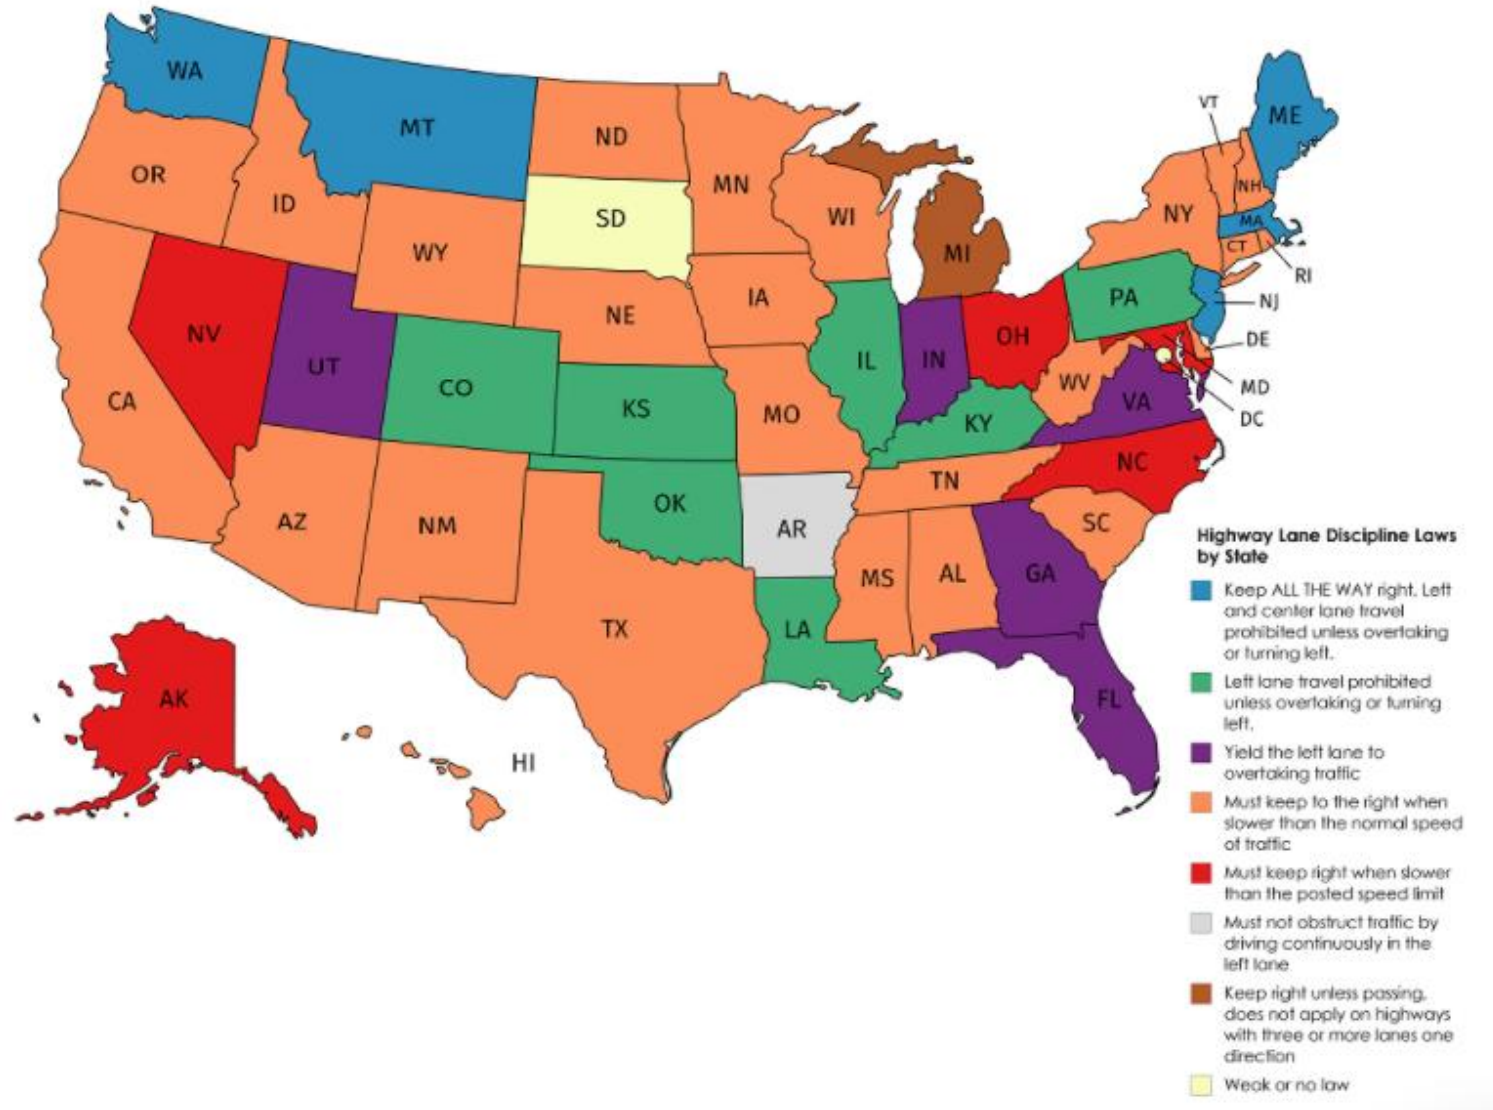 WA
MT
ME
VT
ND
OR
MN
ID
NH
SD
WI
NY
MA
WY
CT
MI
RI
IA
PA
NJ
NE
NV
OH
DE
UT
IL
IN
CO
WV
MD
CA
KS
VA
MO
KY
DC
NC
TN
OK
AZ
NM
AR
SC
Highway Lane Discipline Laws
by State
MS
AL
GA
Keep ALL THE WAY right. Left
and center lane travel
prohibited unless overtaking
or turning left.
TX
LA
Left lane travel prohibited
unless overtaking or turning
left.
AK
FL
HI
Yield the left lane to
overtaking traffic
Must keep to the right when
slower than the normal speed
of traffic
Must keep right when slower
than the posted speed limit
Must not obstruct traffic by
driving continuously in the
left lane
Keep right unless passing,
does not apply on highways
with three or more lanes one
direction
Weak or no law